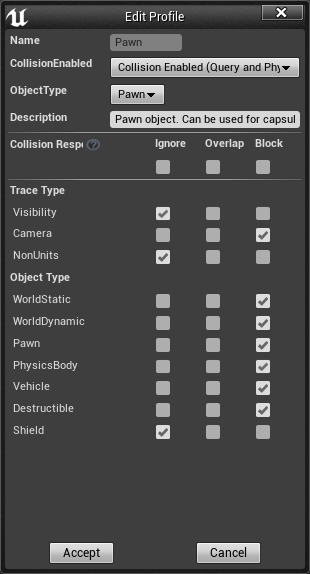 Edit Profile
Name Pawn
CollisionEnabled Collision Enabled (Query and Phy
ObjectType Pawn
Description Pawn object. Can be used for capsul
Collision Respo ? Ignore Overlap Block
Trace Type
Visibility
Camera
NonUnits
Object Type
WorldStatic
WorldDynamic
Pawn
PhysicsBody
Vehicle
Destructible
Shield
Accept Cancel